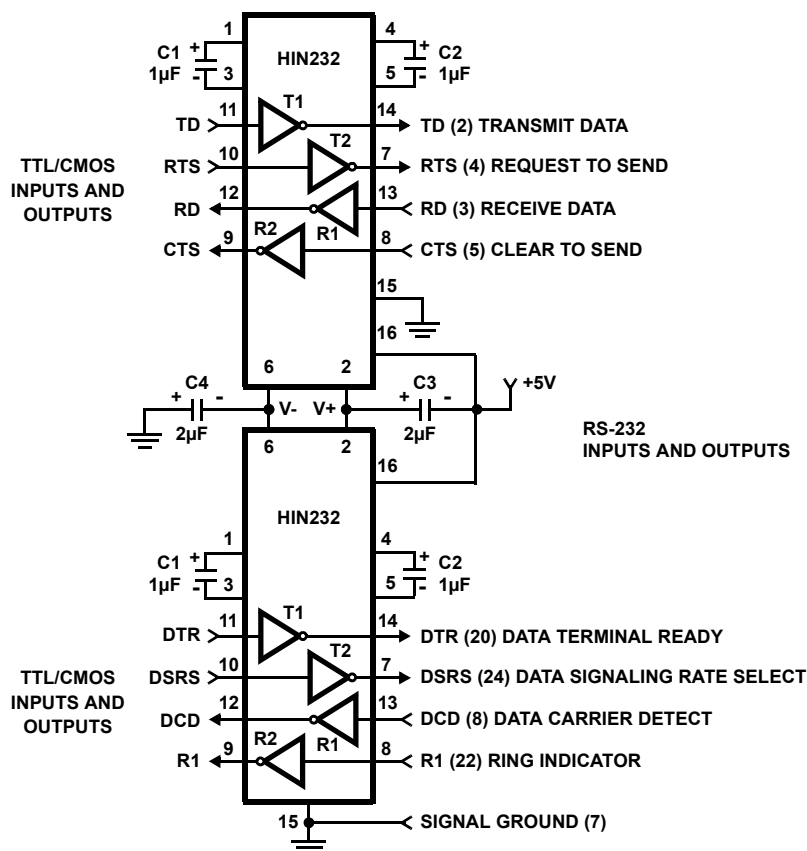 1 4
C1 + HIN232 + C2
1µF - 3 5 - 1µF
11 T1 14
TD TD (2) TRANSMIT DATA
10 T2 7
RTS RTS (4) REQUEST TO SEND
TTL/CMOS
INPUTS AND
OUTPUTS
12 13
RD RD (3) RECEIVE DATA
9 R2 R1 8
CTS CTS (5) CLEAR TO SEND
15
16
6 2
+5V
+ C4 - V- V+ + C3 -
2µF 2µF
RS-232
INPUTS AND OUTPUTS
6 2
16
HIN232
1 4
C1 + + C2
1µF - 3 5 - 1µF
11 T1 14
DTR DTR (20) DATA TERMINAL READY
10 T2 7
DSRS DSRS (24) DATA SIGNALING RATE SELECT
TTL/CMOS
INPUTS AND
OUTPUTS
12 13
DCD DCD (8) DATA CARRIER DETECT
9 R2 R1 8
R1 R1 (22) RING INDICATOR
15 SIGNAL GROUND (7)